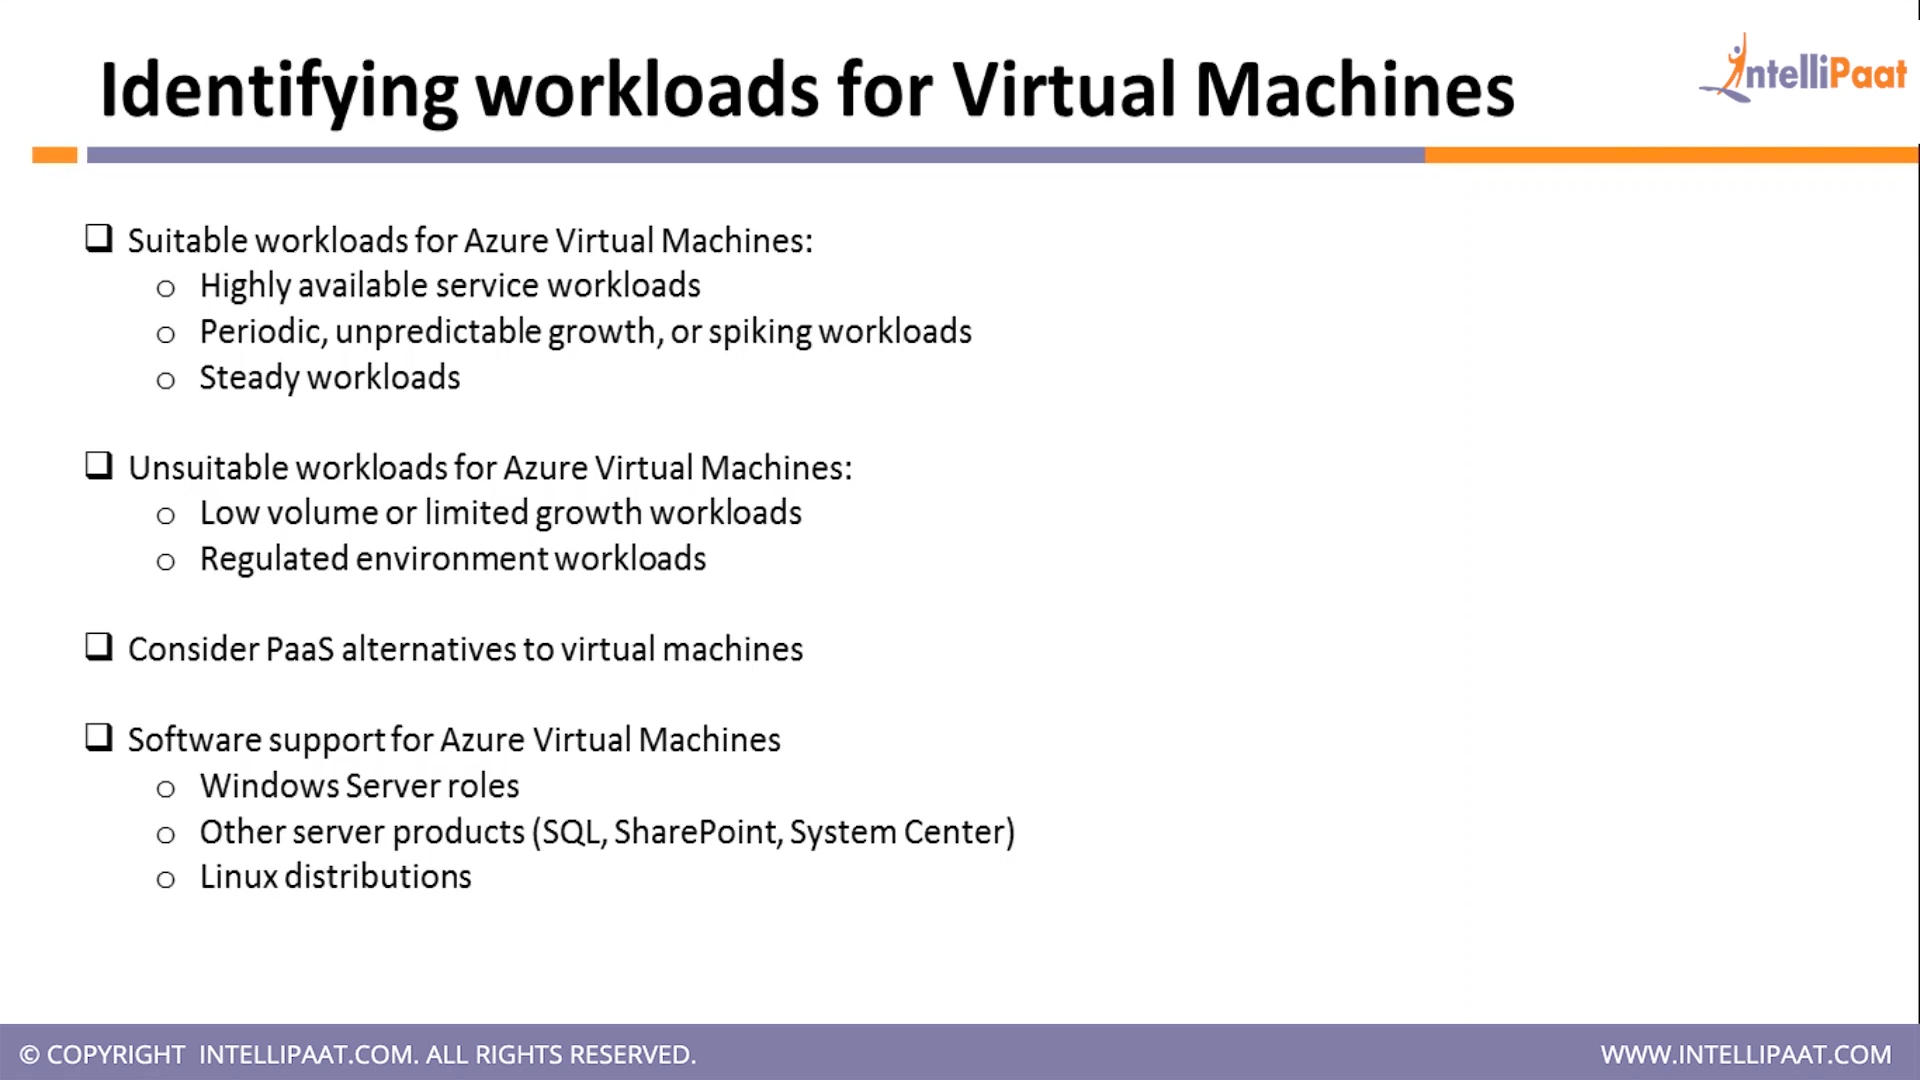 Identifying workloads for Virtual Machines
IntelliPaat
Suitable workloads for Azure Virtual Machines:
Highly available service workloads
Periodic, unpredictable growth, or spiking workloads
Steady workloads
Unsuitable workloads for Azure Virtual Machines:
Low volume or limited growth workloads
Regulated environment workloads
Consider PaaS alternatives to virtual machines
Software support for Azure Virtual Machines
Windows Server roles
Other server products (SQL, SharePoint, System Center)
Linux distributions
© COPYRIGHT INTELLIPAAT.COM. ALL RIGHTS RESERVED.
WWW.INTELLIPAAT.COM